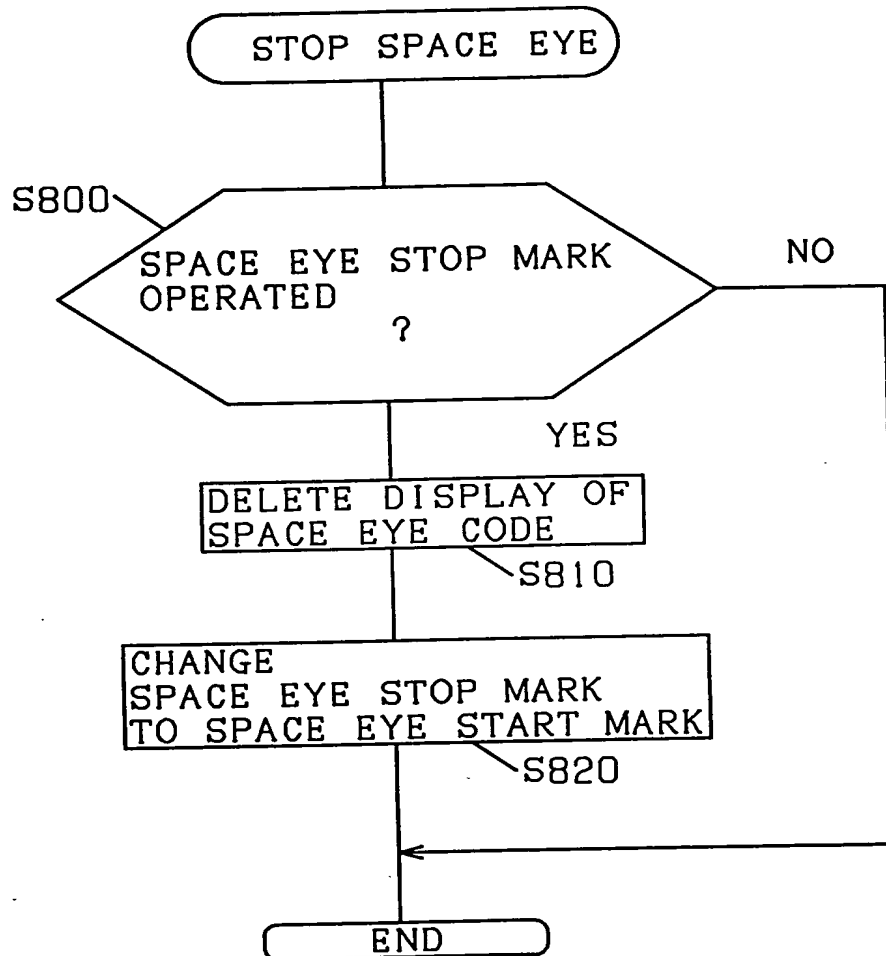 STOP SPACE EYE
S800
SPACE EYE STOP MARK
OPERATED
?
NO
YES
DELETE DISPLAY OF
SPACE EYE CODE
S810
CHANGE
SPACE EYE STOP MARK
TO SPACE EYE START MARK
S820
END